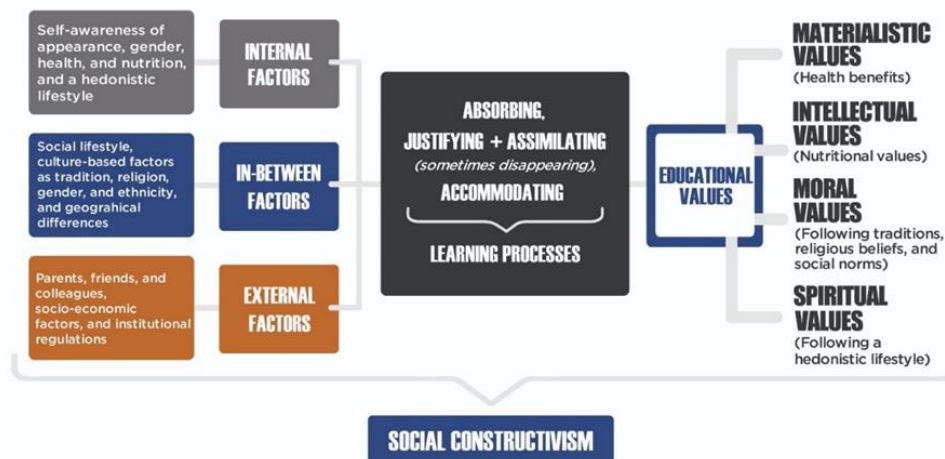 Self-awareness of
appearance, gender,
health, and nutrition,
and a hedonistic
lifestyle
INTERNAL
FACTORS
Social lifestyle,
culture-based factors
as tradition, religion,
gender, and ethnicity,
and geograhical
differences
IN-BETWEEN
FACTORS
Parents, friends, and
colleagues,
socio-economic
factors, and institutional
regulations
EXTERNAL
FACTORS
ABSORBING,
JUSTIFYING + ASSIMILATING
(sometimes disappearing),
ACCOMMODATING
LEARNING PROCESSES
EDUCATIONAL
VALUES
MATERIALISTIC
VALUES
(Health benefits)
INTELLECTUAL
VALUES
(Nutritional values)
MORAL
VALUES
(Following traditions,
religious beliefs, and
social norms)
SPIRITUAL
VALUES
(Following a
hedonistic lifestyle)
SOCIAL CONSTRUCTIVISM